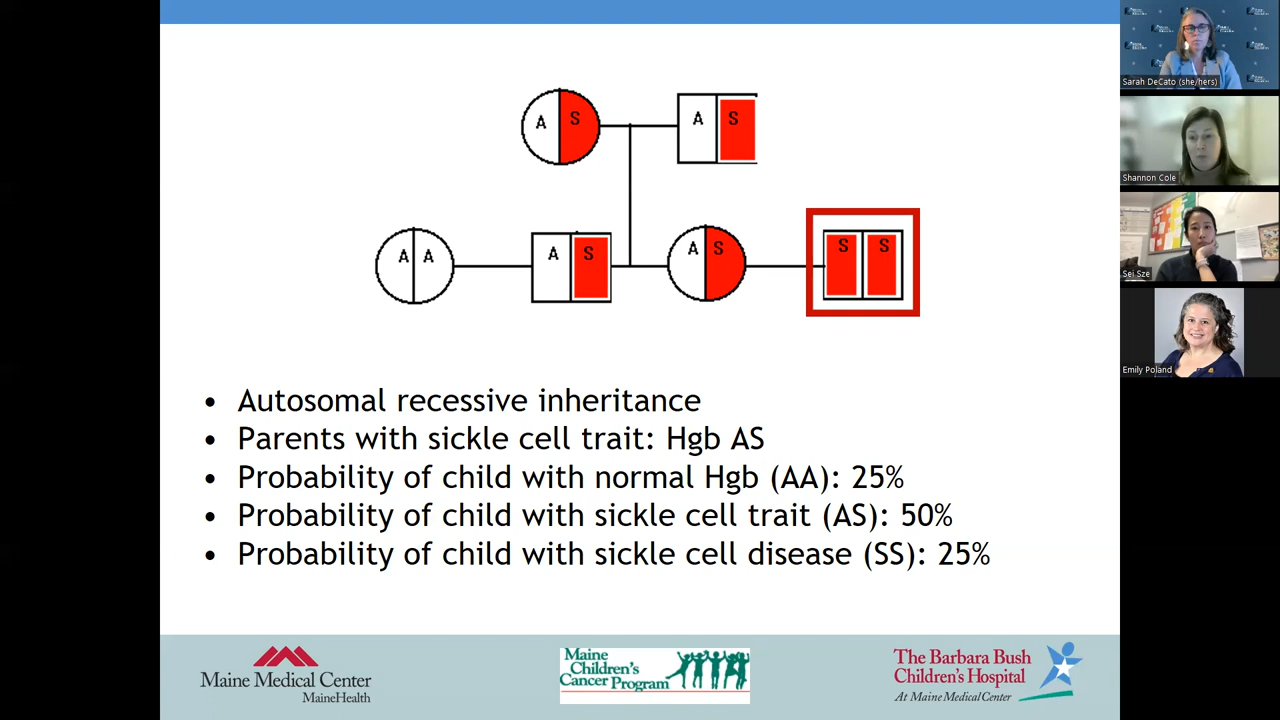 A S
A S
A A
A S
A S
S S
• Autosomal recessive inheritance
• Parents with sickle cell trait: Hgb AS
• Probability of child with normal Hgb (AA): 25%
• Probability of child with sickle cell trait (AS): 50%
• Probability of child with sickle cell disease (SS): 25%
Maine Medical Center
MaineHealth
Maine
Children's
Cancer Program
The Barbara Bush
Children's Hospital
At Maine Medical Center
Sarah DeCato (she/hers)
Shannon Cole
Sei Sze
Emily Poland